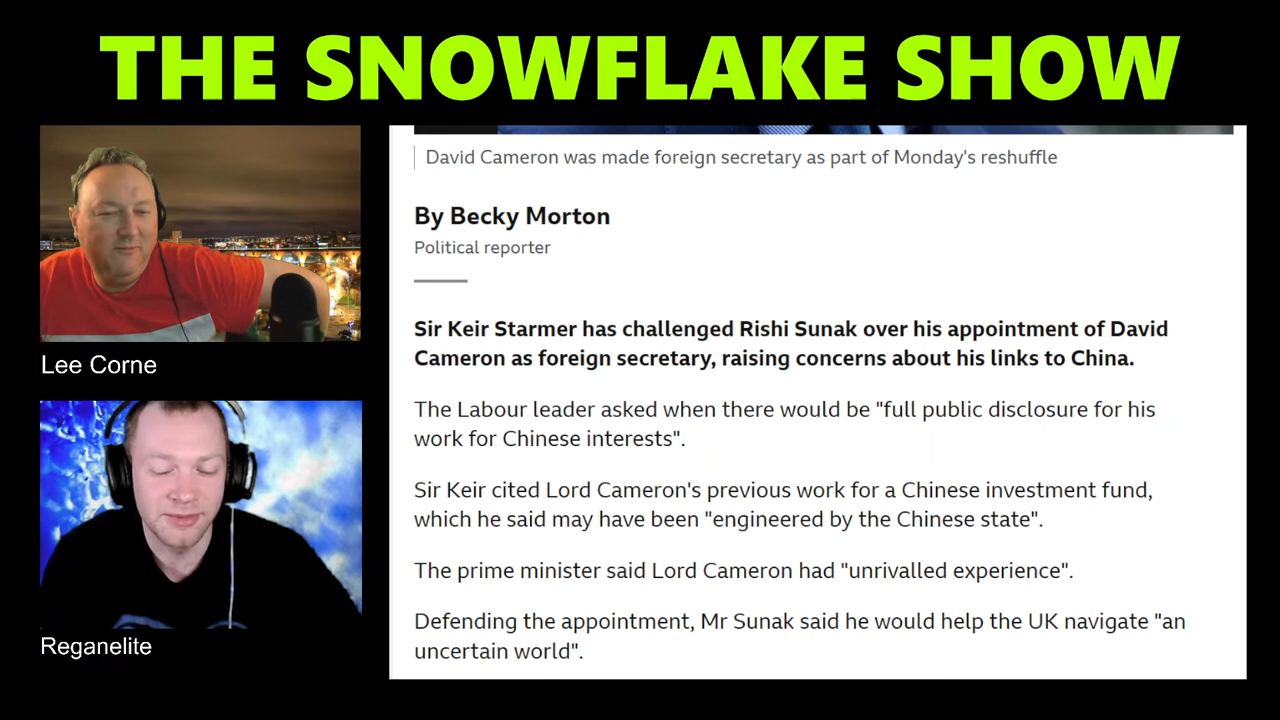 THE SNOWFLAKE SHOW
Lee Corne
Reganelite
David Cameron was made foreign secretary as part of Monday's reshuffle
By Becky Morton
Political reporter
Sir Keir Starmer has challenged Rishi Sunak over his appointment of David
Cameron as foreign secretary, raising concerns about his links to China.
The Labour leader asked when there would be "full public disclosure for his
work for Chinese interests".
Sir Keir cited Lord Cameron's previous work for a Chinese investment fund,
which he said may have been "engineered by the Chinese state".
The prime minister said Lord Cameron had "unrivalled experience".
Defending the appointment, Mr Sunak said he would help the UK navigate "an
uncertain world".